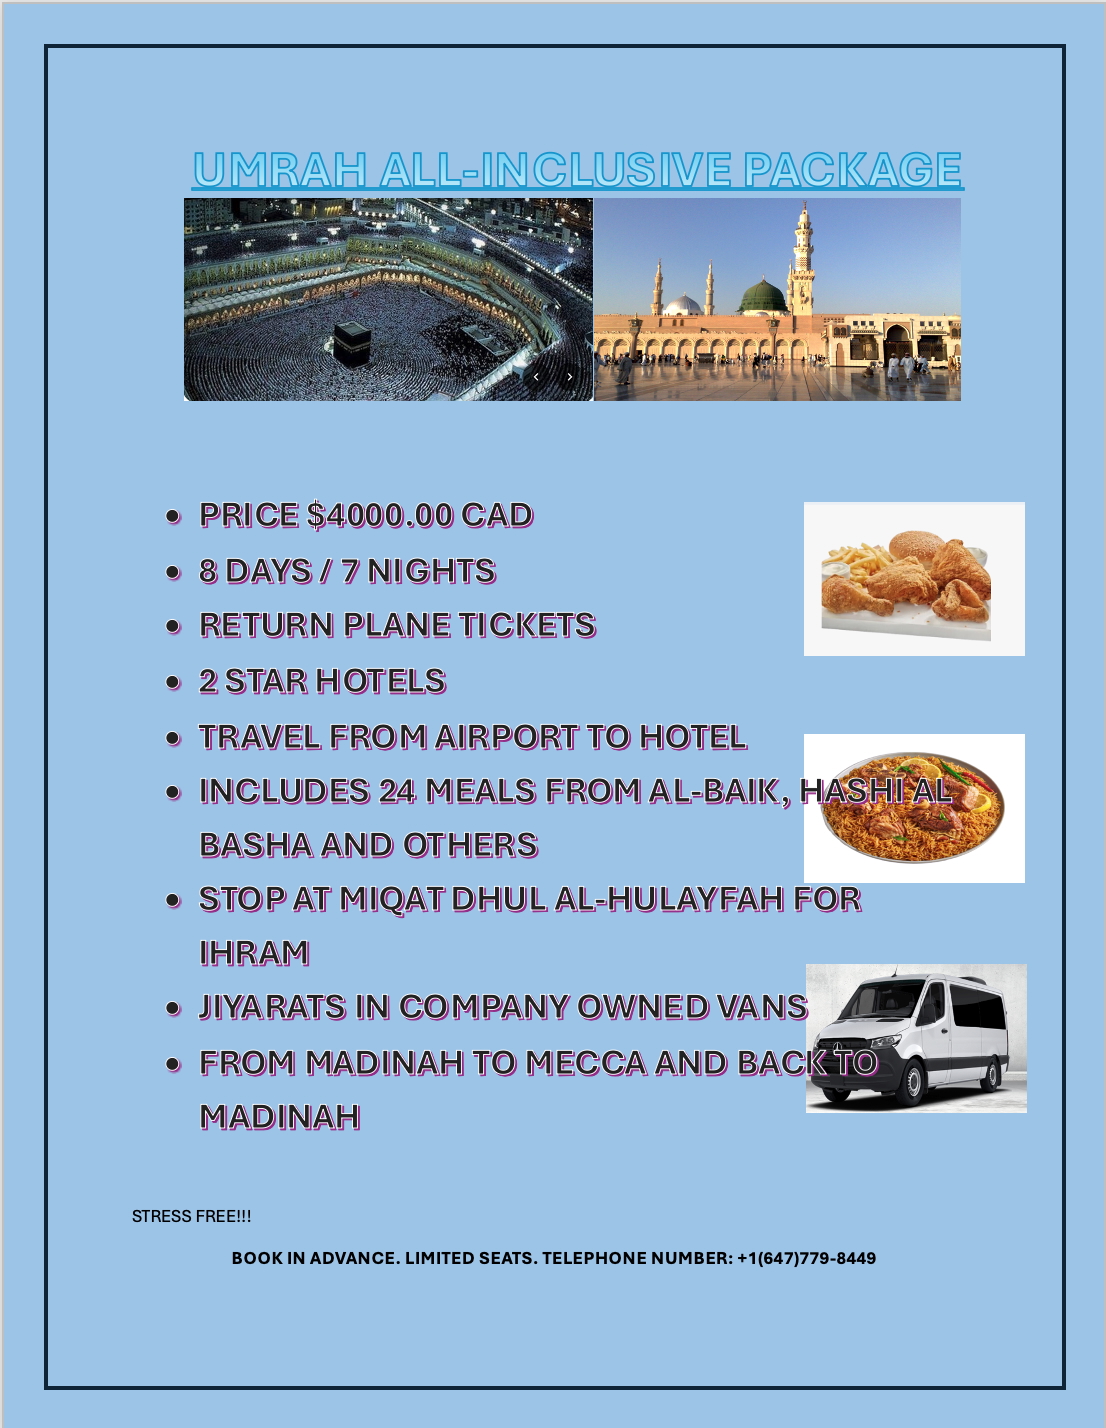 UMRAH ALL-INCLUSIVE PACKAGE
• PRICE $4000.00 CAD
• 8 DAYS / 7 NIGHTS
• RETURN PLANE TICKETS
• 2 STAR HOTELS
• TRAVEL FROM AIRPORT TO HOTEL
• INCLUDES 24 MEALS FROM AL-BAIK, HASHI AL
BASHA AND OTHERS
• STOP AT MIQAT DHUL AL-HULAYFAH FOR
IHRAM
• JIYARATS IN COMPANY OWNED VANS
• FROM MADINAH TO MECCA AND BACK TO
MADINAH
STRESS FREE!!!
BOOK IN ADVANCE. LIMITED SEATS. TELEPHONE NUMBER: +1(647)779-8449